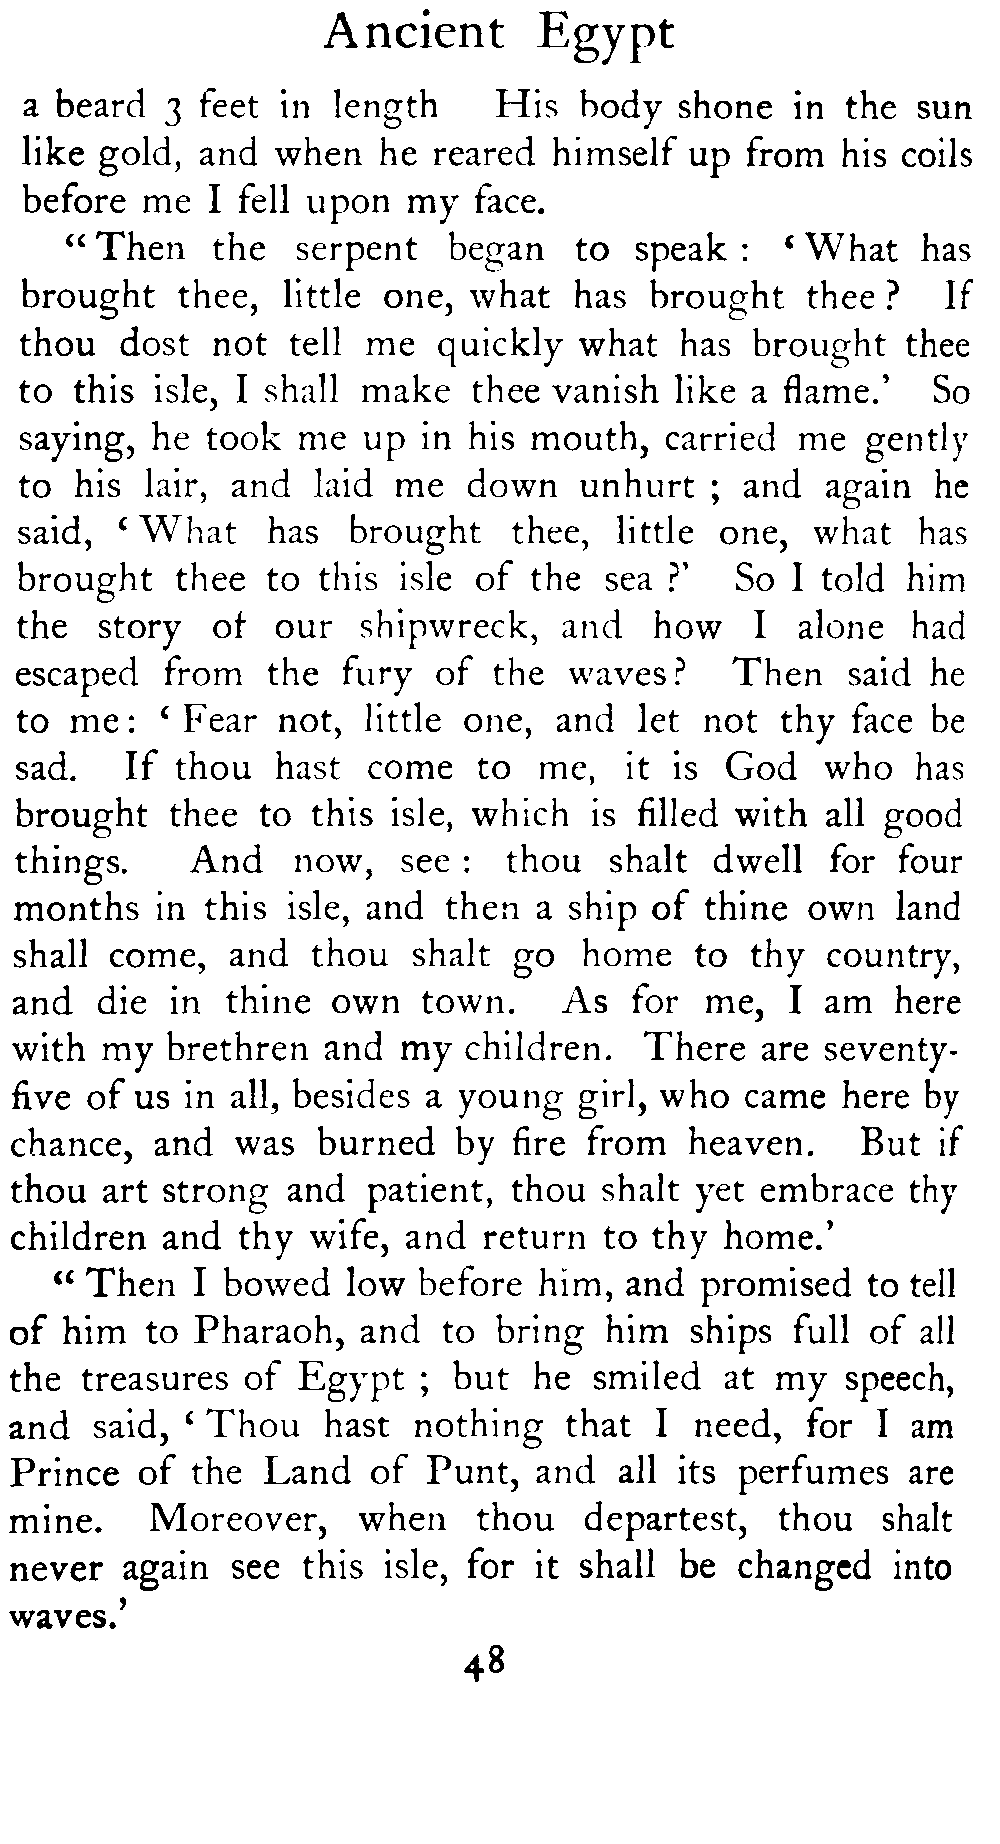 Ancient Egypt
a beard 3 feet in length His body shone in the sun
like gold, and when he reared himself up from his coils
before me I fell upon my face.
“Then the serpent began to speak : ‘What has
brought thee, little one, what has brought thee? If
thou dost not tell me quickly what has brought thee
to this isle, I shall make thee vanish like a flame.’ So
saying, he took me up in his mouth, carried me gently
to his lair, and laid me down unhurt ; and again he
said, ‘What has brought thee, little one, what has
brought thee to this isle of the sea ?’ So I told him
the story of our shipwreck, and how I alone had
escaped from the fury of the waves? Then said he
to me: ‘Fear not, little one, and let not thy face be
sad. If thou hast come to me, it is God who has
brought thee to this isle, which is filled with all good
things. And now, see : thou shalt dwell for four
months in this isle, and then a ship of thine own land
shall come, and thou shalt go home to thy country,
and die in thine own town. As for me, I am here
with my brethren and my children. There are seventy-
five of us in all, besides a young girl, who came here by
chance, and was burned by fire from heaven. But if
thou art strong and patient, thou shalt yet embrace thy
children and thy wife, and return to thy home.’
“Then I bowed low before him, and promised to tell
of him to Pharaoh, and to bring him ships full of all
the treasures of Egypt ; but he smiled at my speech,
and said, ‘Thou hast nothing that I need, for I am
Prince of the Land of Punt, and all its perfumes are
mine. Moreover, when thou departest, thou shalt
never again see this isle, for it shall be changed into
waves.’
48